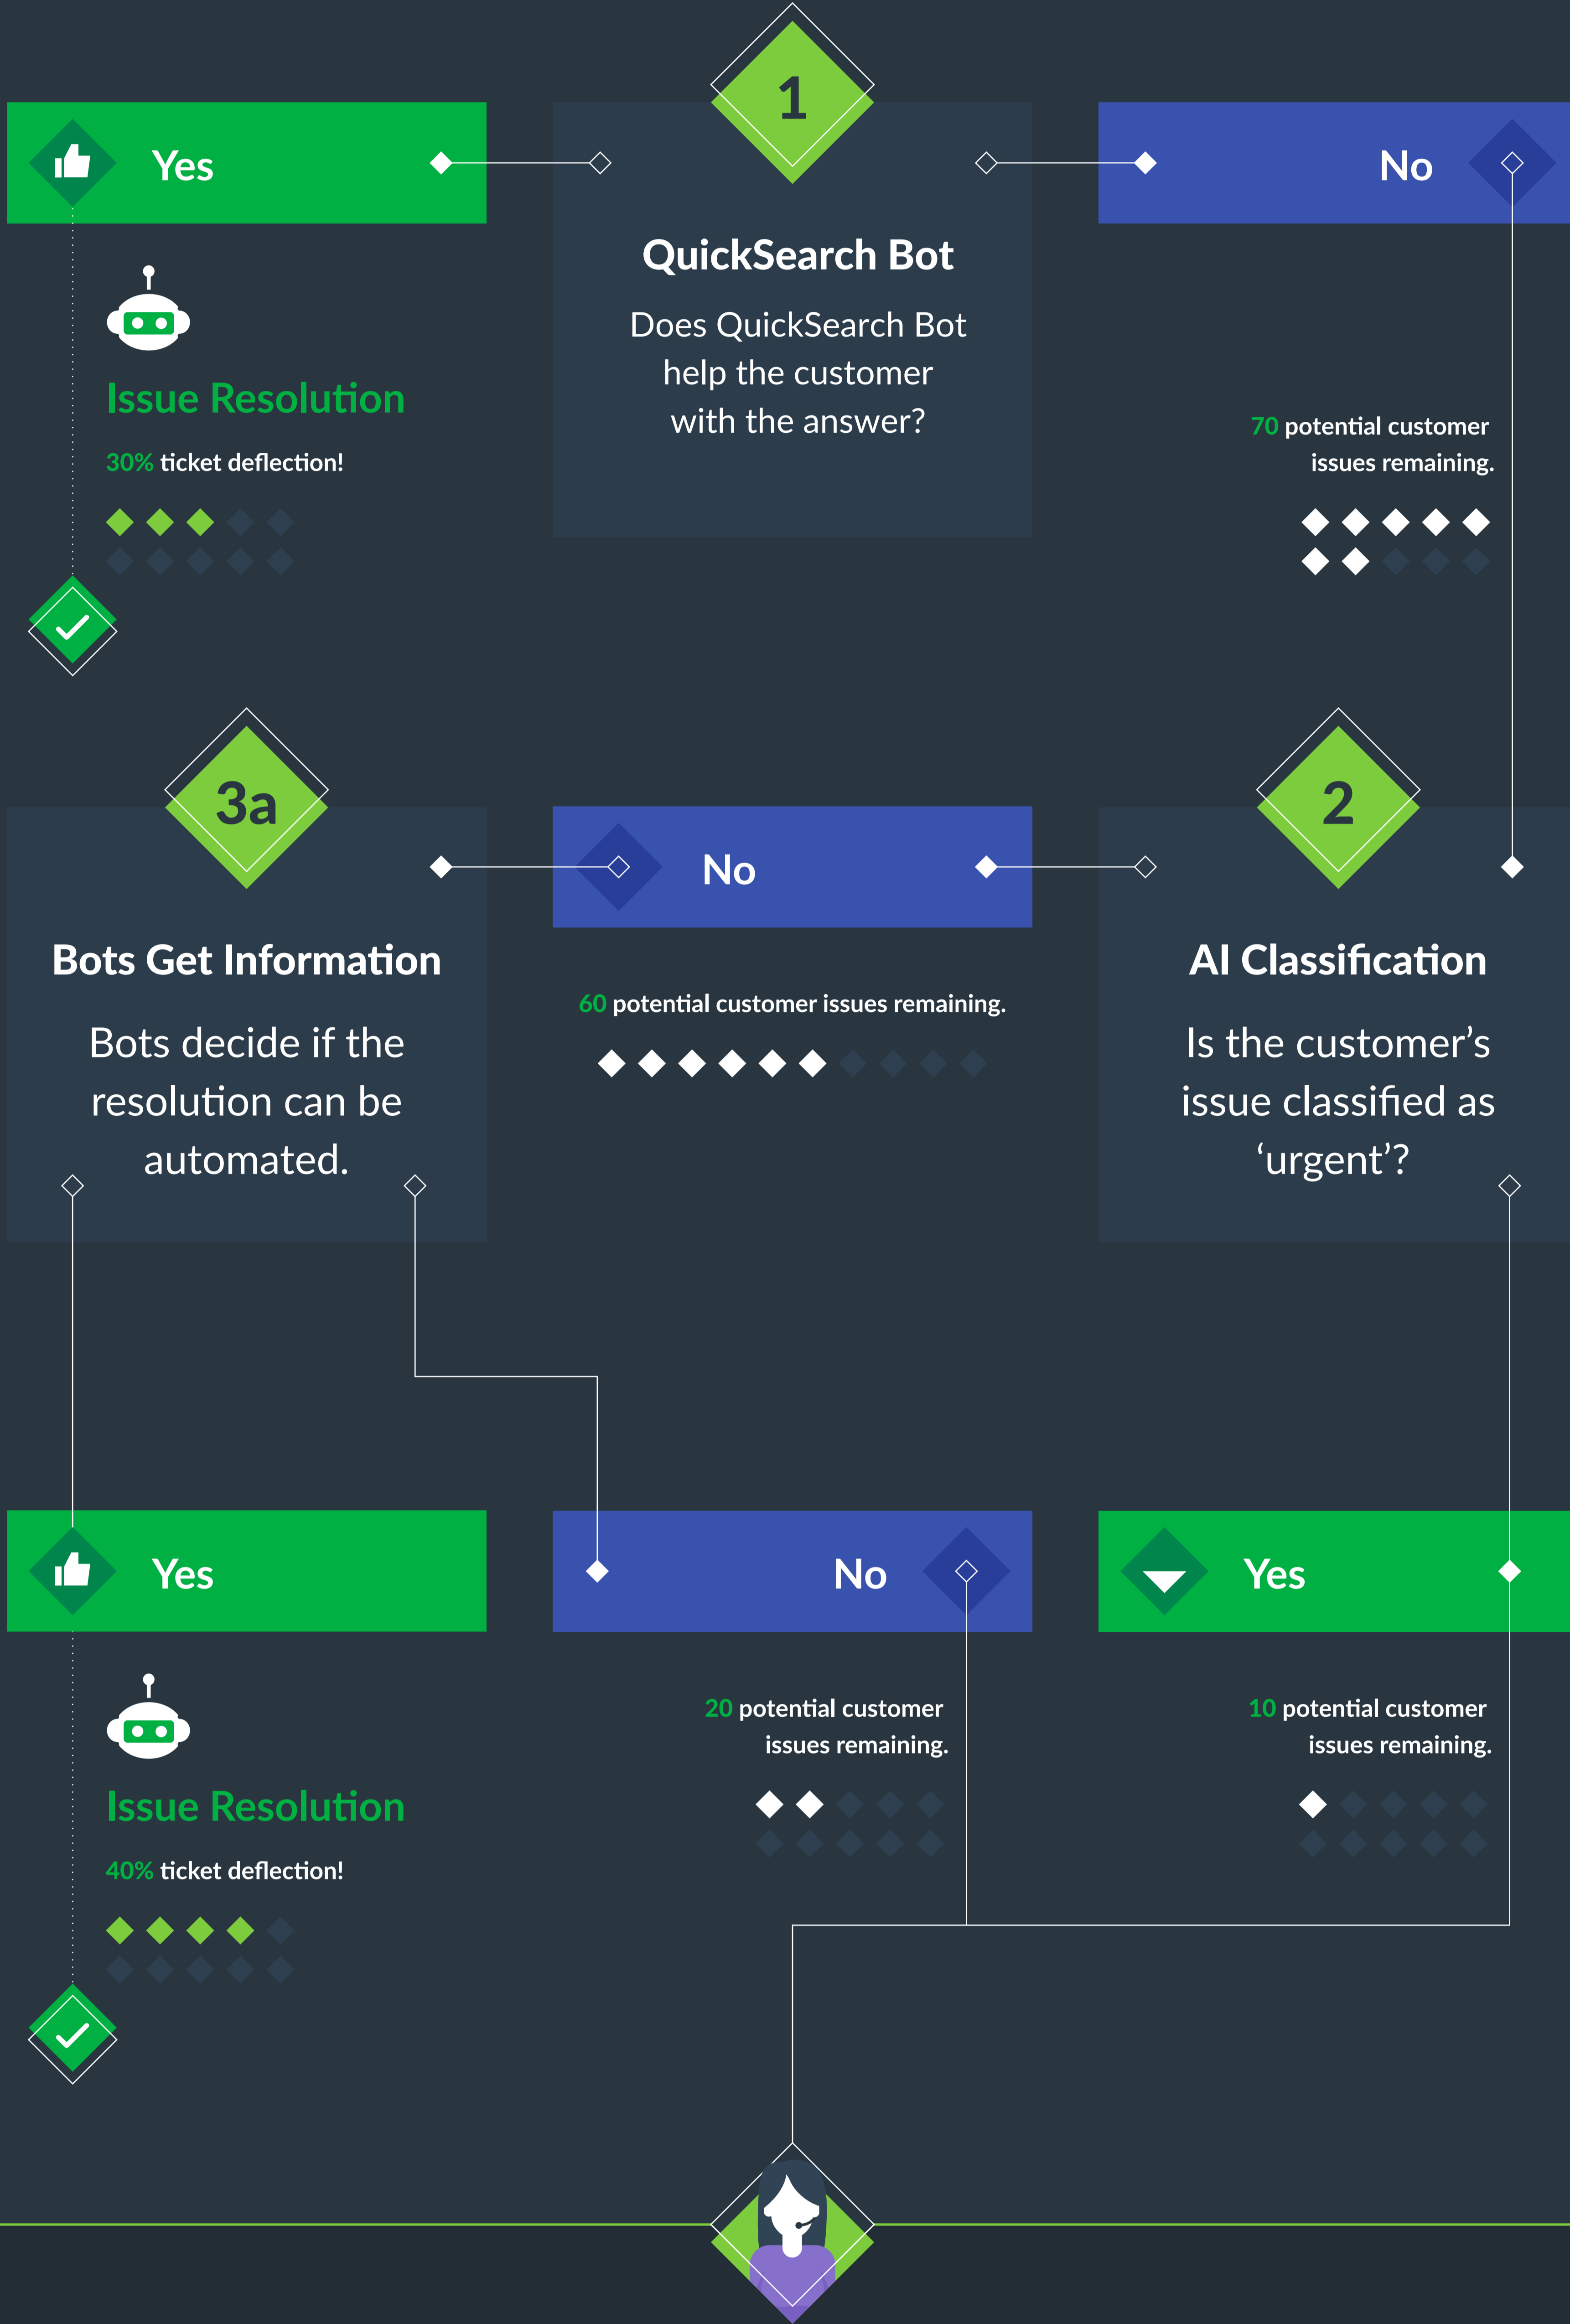 1
Yes
No
QuickSearch Bot
Does QuickSearch Bot
help the customer
with the answer?
Issue Resolution
30% ticket deflection!
70 potential customer
issues remaining.
3a
2
No
Bots Get Information
Bots decide if the
resolution can be
automated.
60 potential customer issues remaining.
AI Classification
Is the customer’s
issue classified as
‘urgent’?
Yes
No
Yes
Issue Resolution
40% ticket deflection!
20 potential customer
issues remaining.
10 potential customer
issues remaining.